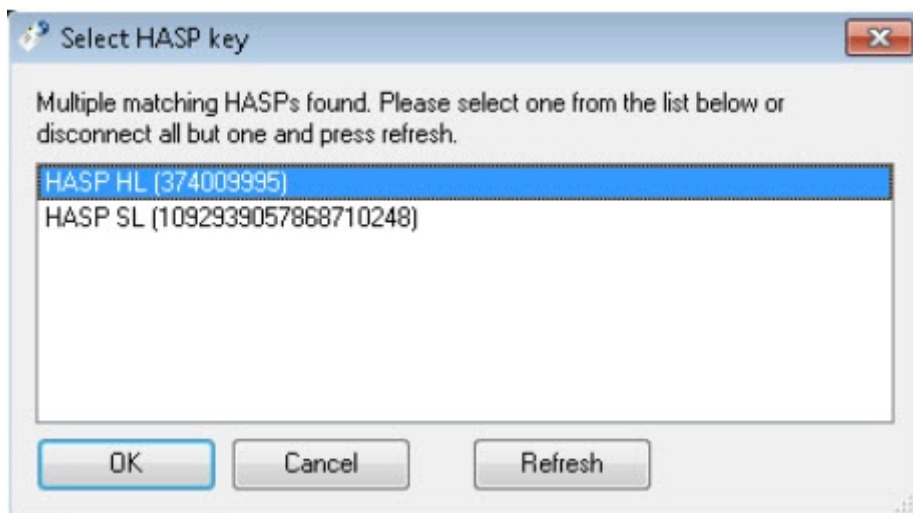 Select HASP key
Multiple matching HASPs found. Please select one from the list below or
disconnect all but one and press refresh.
HASP HL (374009995)
HASP SL (1092939057868710248)
OK Cancel Refresh